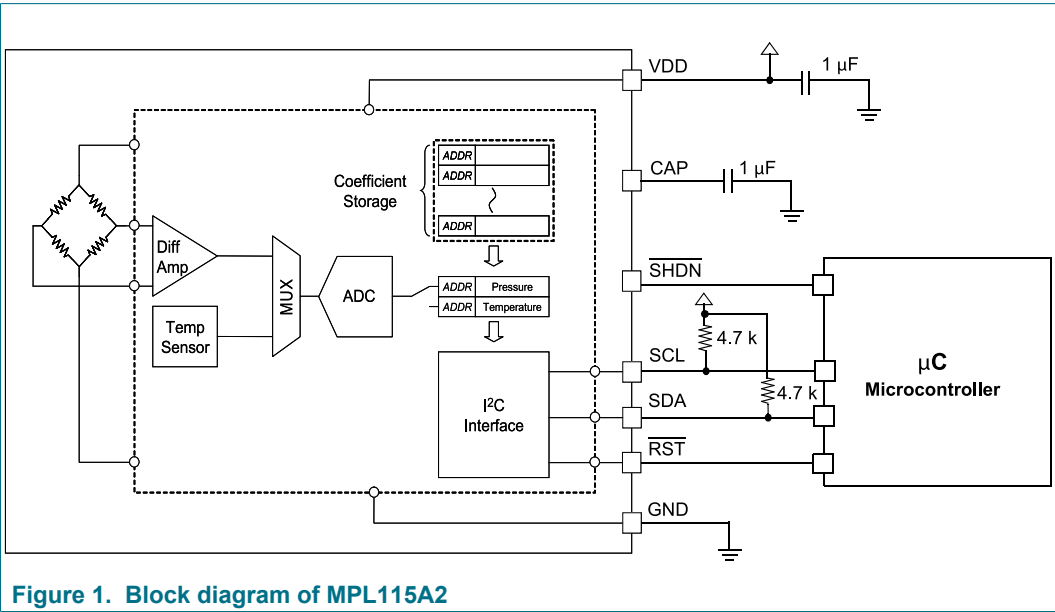 VDD
1 µF
CAP
1 µF
ADDR
ADDR
Coefficient
Storage
ADDR
SHDN
Diff
Amp
MUX
ADC
ADDR Pressure
ADDR Temperature
Temp
Sensor
4.7 k
SCL
4.7 k
SDA
I²C
Interface
RST
GND
µC
Microcontroller
Figure 1. Block diagram of MPL115A2